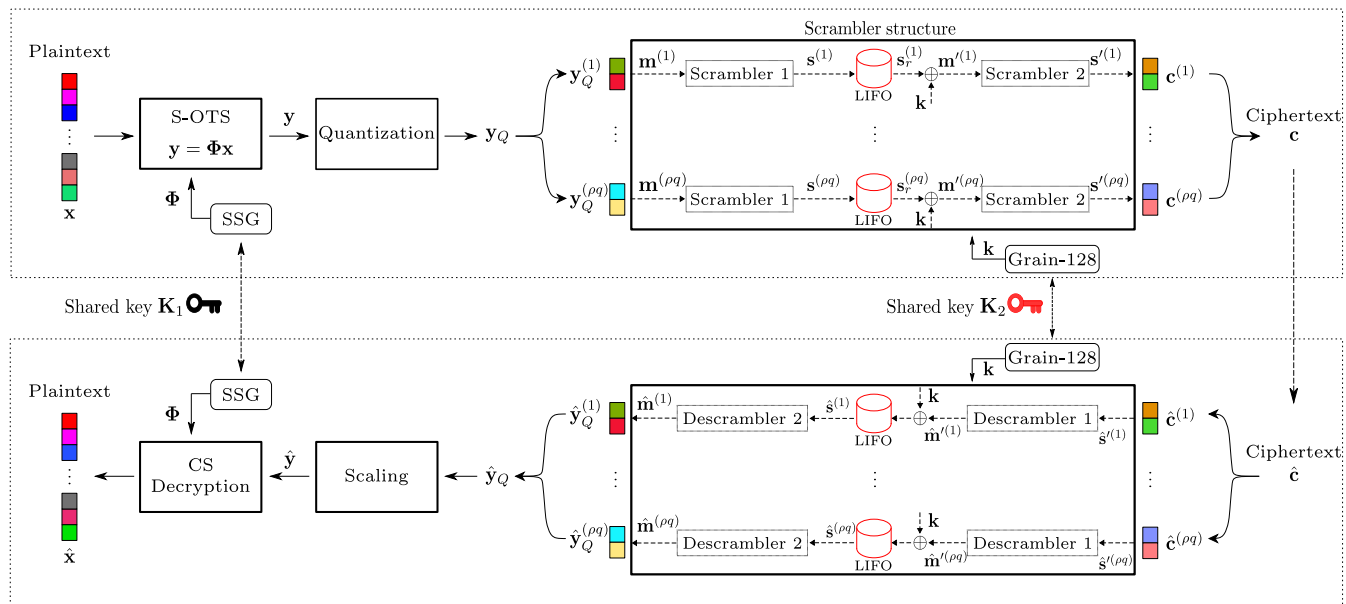 Scrambler structure
Plaintext
S-OTS
y = Φx
y
Quantization
y_Q
y_Q^{(1)}
m^{(1)}
Scrambler 1
s^{(1)}
LIFO
s_r^{(1)}
k
m'^{(1)}
Scrambler 2
s'^{(1)}
c^{(1)}
Ciphertext
c
y_Q^{(ρq)}
m^{(ρq)}
Scrambler 1
s^{(ρq)}
LIFO
s_r^{(ρq)}
k
m'^{(ρq)}
Scrambler 2
s'^{(ρq)}
c^{(ρq)}
x
Φ
SSG
k
Grain-128
Shared key K_1
Shared key K_2
Plaintext
Φ
SSG
k
Grain-128
CS
Decryption
ŷ
Scaling
ŷ_Q
ŷ_Q^{(1)}
m̂^{(1)}
Descrambler 2
ŝ^{(1)}
LIFO
k
m̂'^{(1)}
Descrambler 1
ŝ'^{(1)}
ĉ^{(1)}
Ciphertext
ĉ
ŷ_Q^{(ρq)}
m̂^{(ρq)}
Descrambler 2
ŝ^{(ρq)}
LIFO
k
m̂'^{(ρq)}
Descrambler 1
ŝ'^{(ρq)}
ĉ^{(ρq)}
x̂